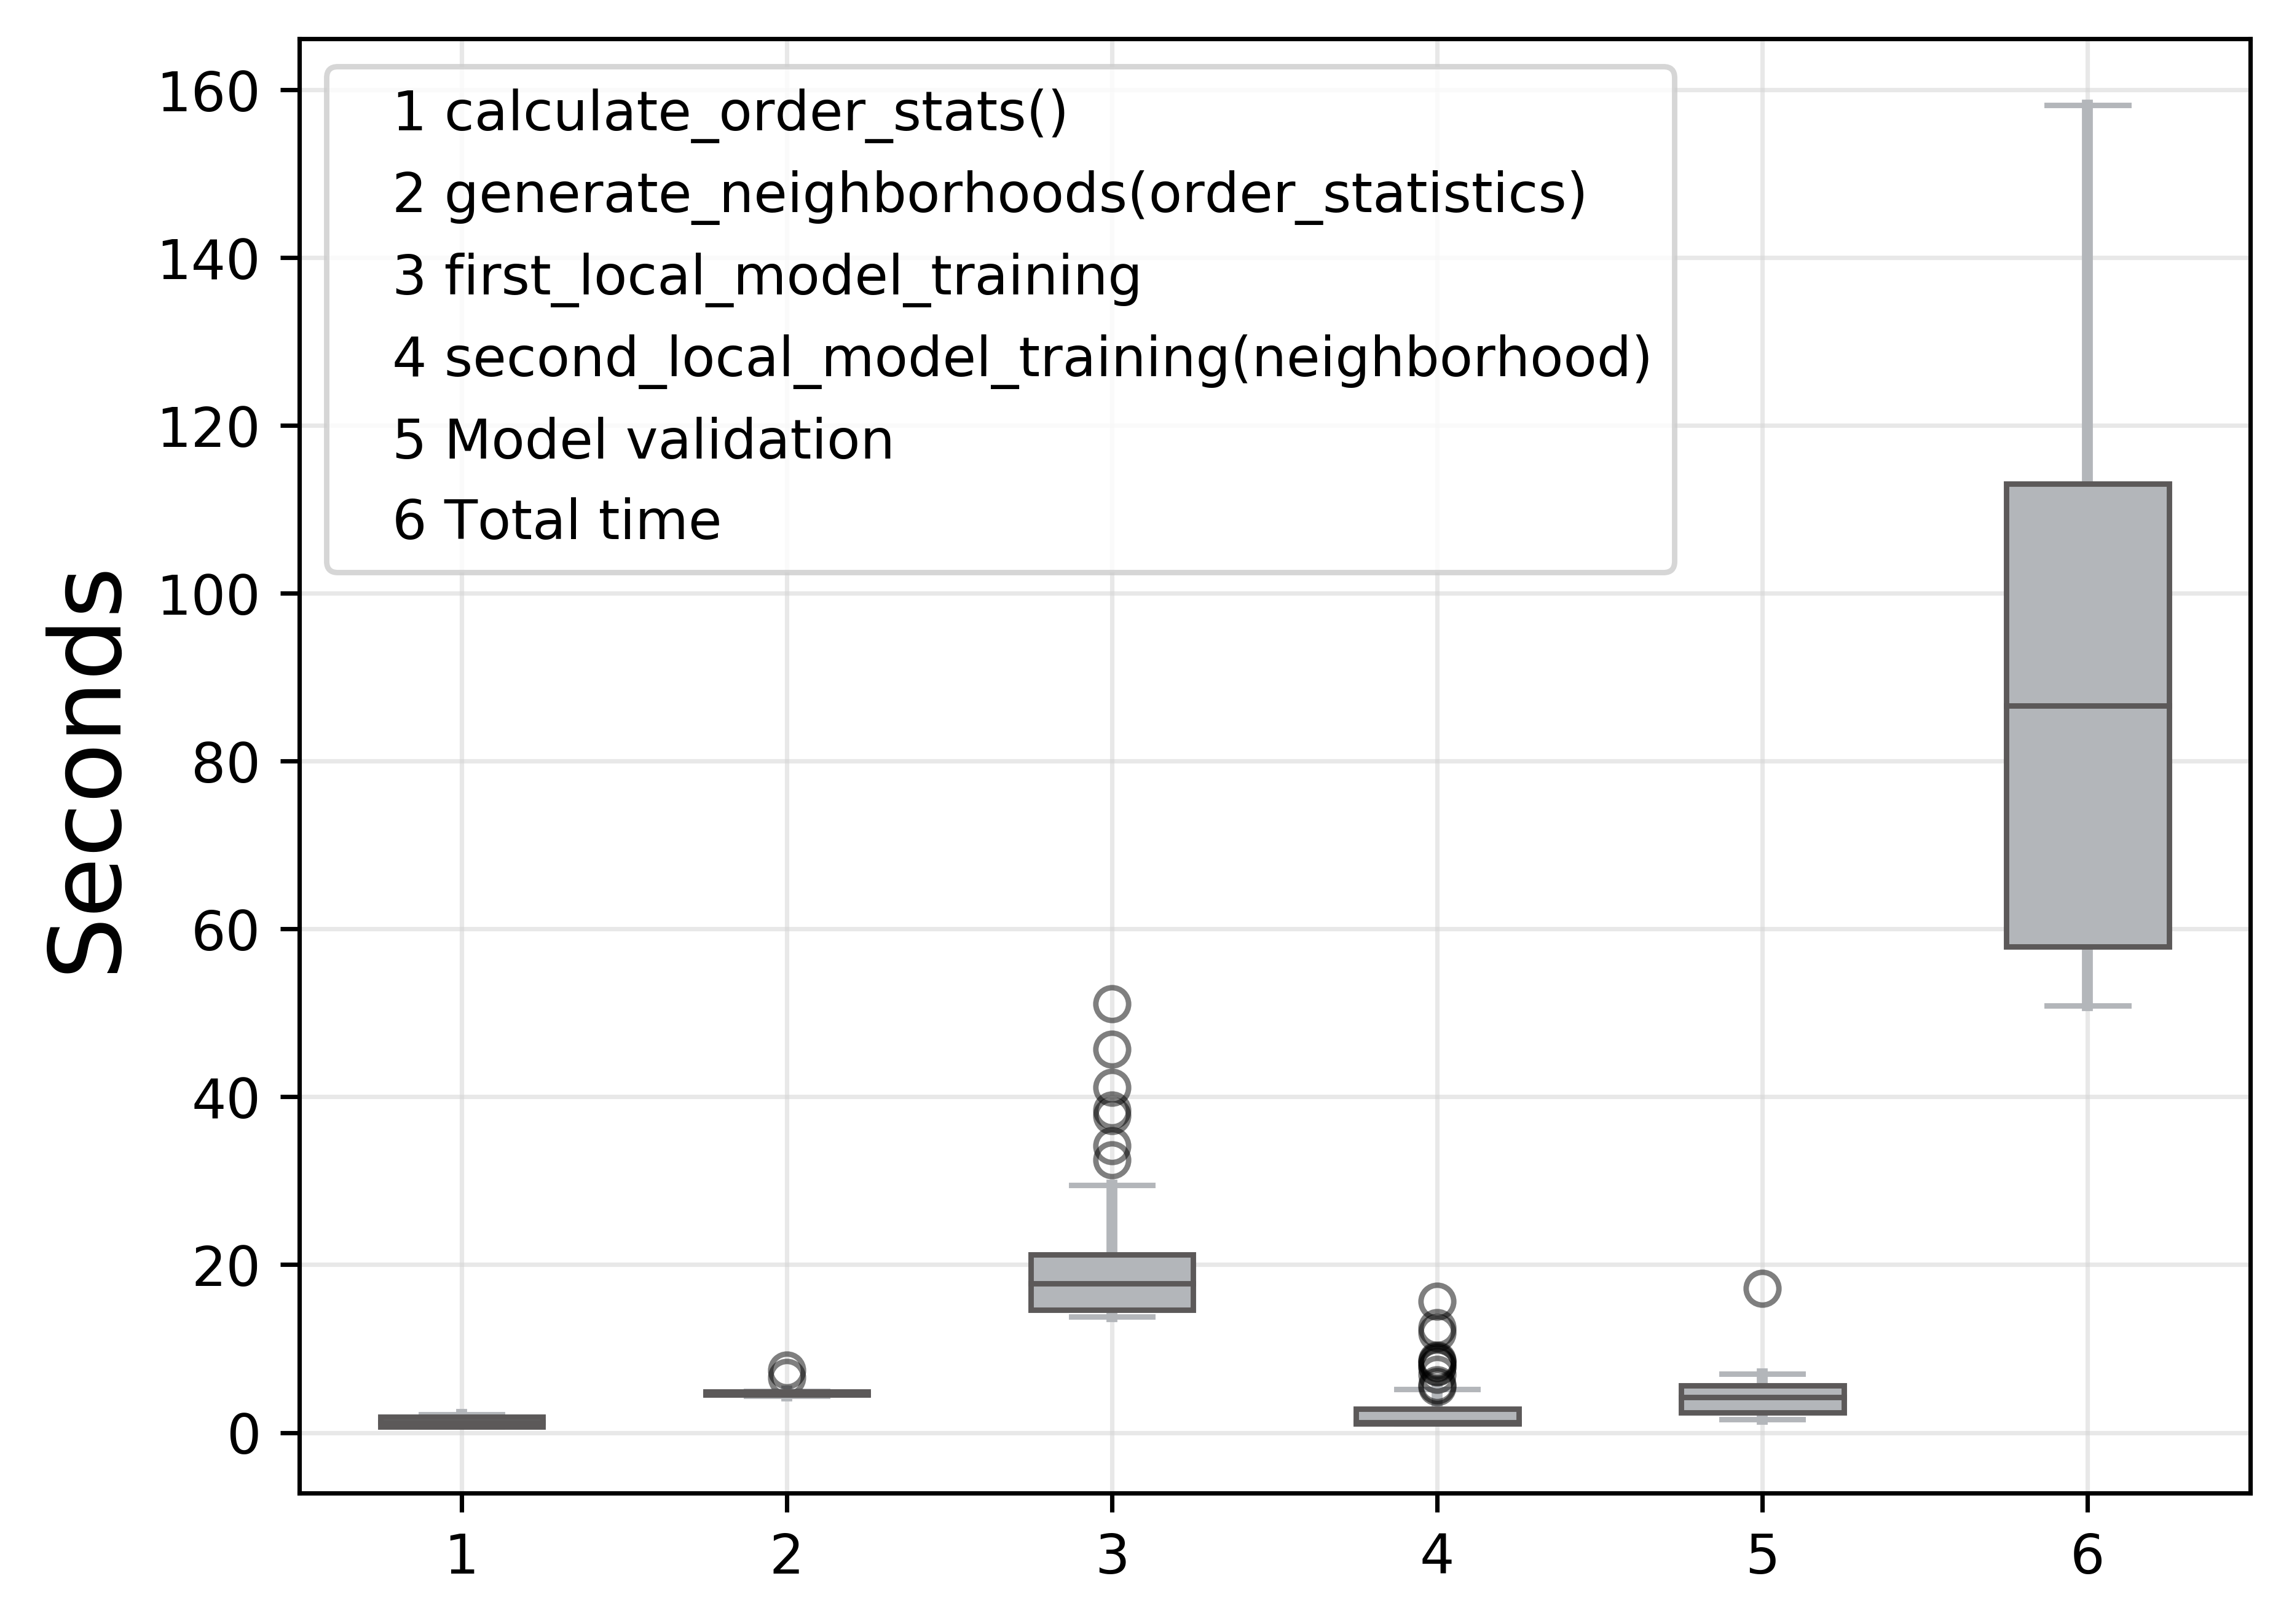 Seconds
160
140
120
100
80
60
40
20
0
1 calculate_order_stats()
2 generate_neighborhoods(order_statistics)
3 first_local_model_training
4 second_local_model_training(neighborhood)
5 Model validation
6 Total time
1 2 3 4 5 6